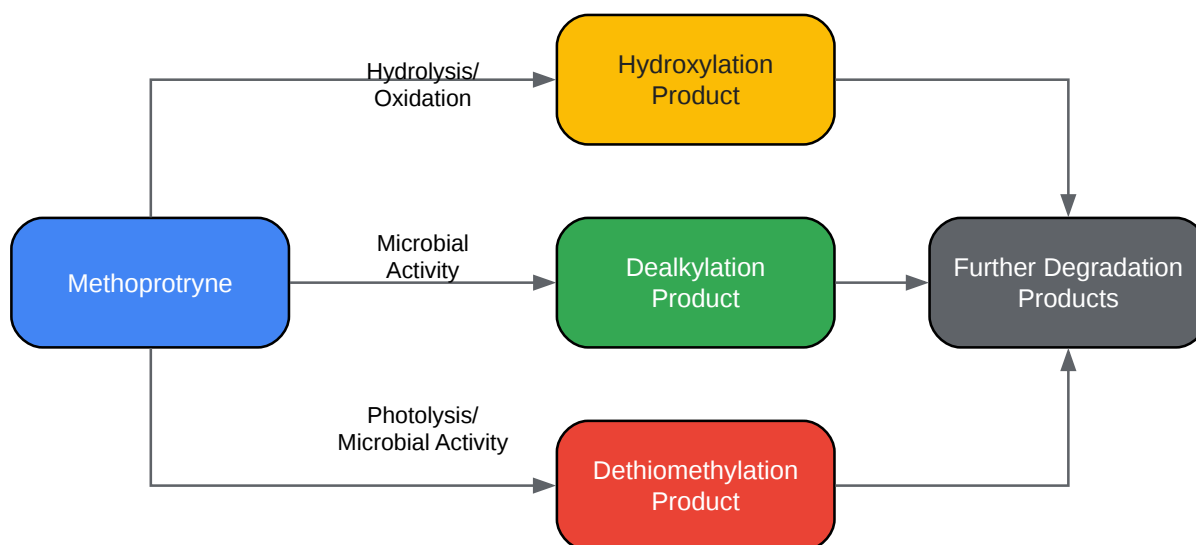 Hydrolysis/
Oxidation
Hydroxylation
Product
Methoprotryne
Microbial
Activity
Dealkylation
Product
Further Degradation
Products
Photolysis/
Microbial Activity
Dethiomethylation
Product